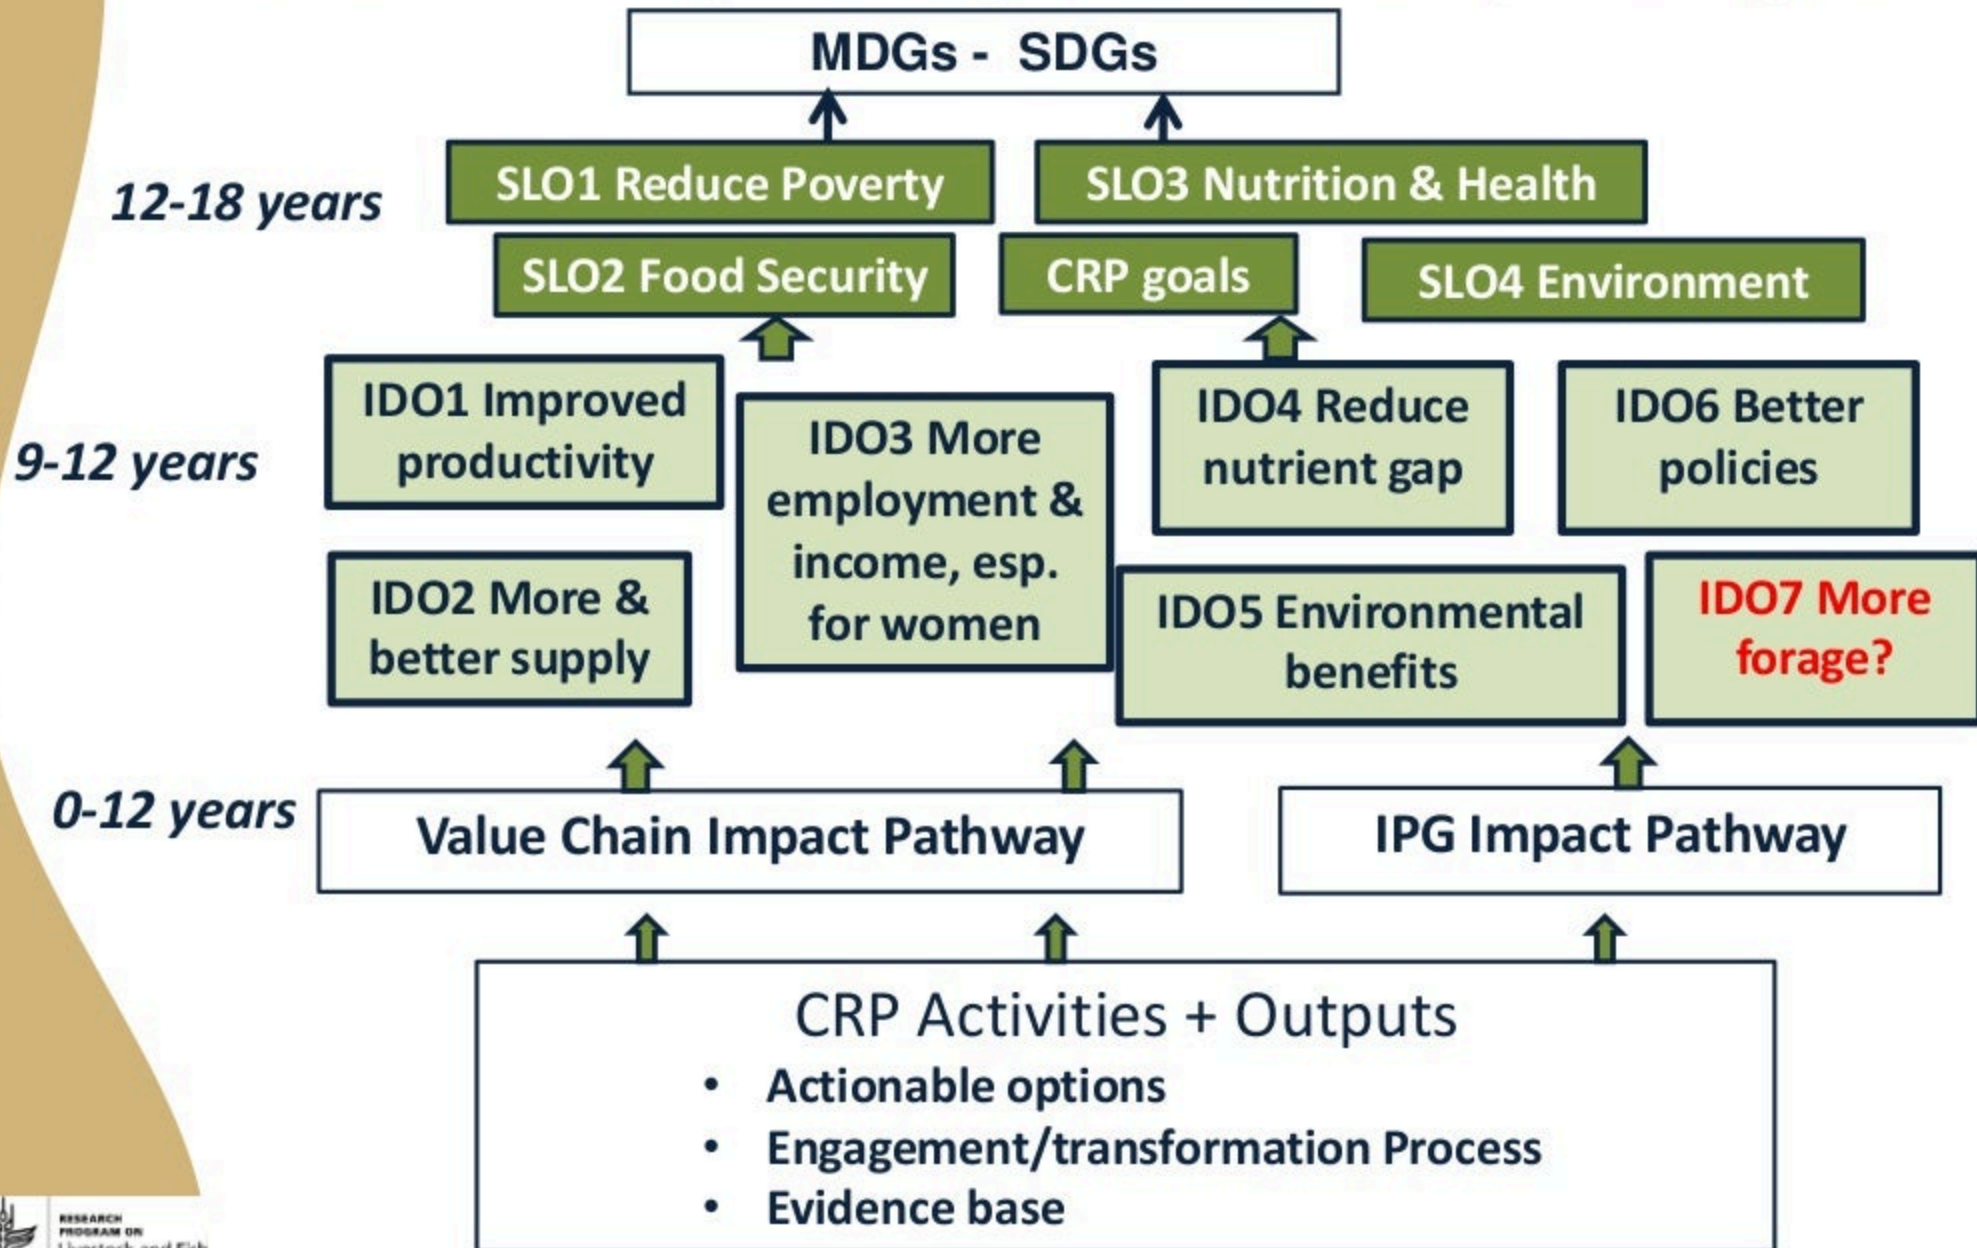 MDGs - SDGs
12-18 years
SLO1 Reduce Poverty
SLO3 Nutrition & Health
SLO2 Food Security
CRP goals
SLO4 Environment
9-12 years
IDO1 Improved
productivity
IDO3 More
employment &
income, esp.
for women
IDO4 Reduce
nutrient gap
IDO6 Better
policies
IDO2 More &
better supply
IDO5 Environmental
benefits
IDO7 More
forage?
0-12 years
Value Chain Impact Pathway
IPG Impact Pathway
CRP Activities + Outputs
• Actionable options
• Engagement/transformation Process
• Evidence base
RESEARCH
PROGRAM ON
Livestock and Fish